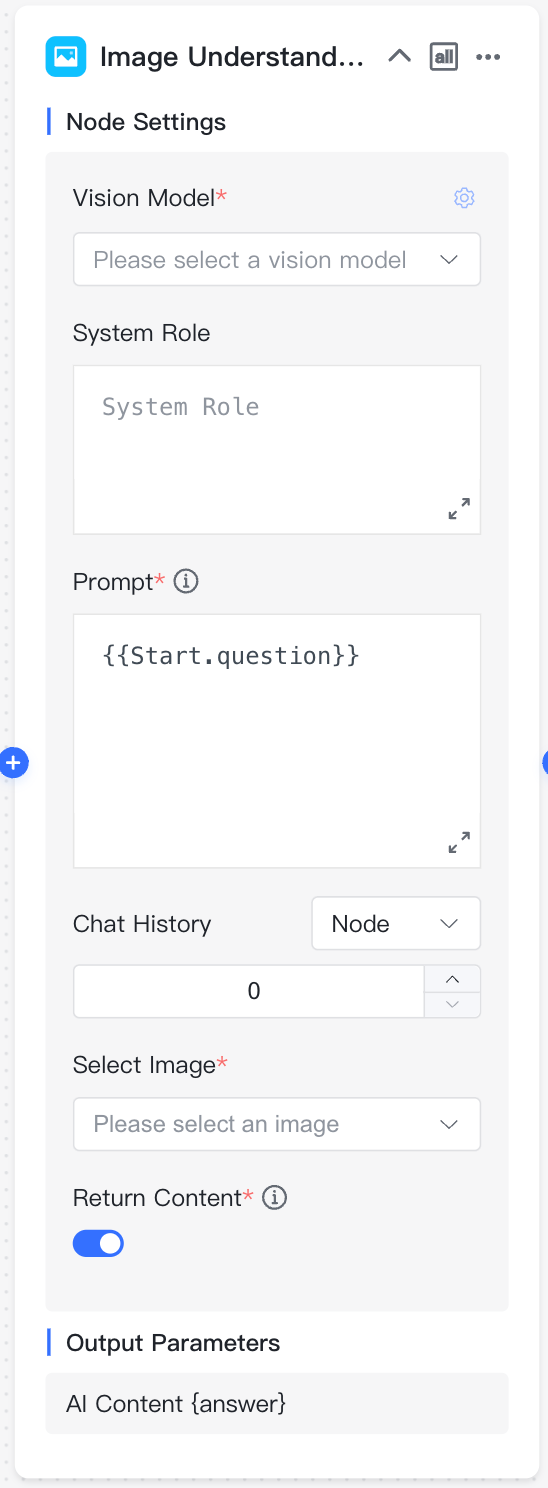 Image Understand... all
Node Settings
Vision Model*
Please select a vision model
System Role
System Role
Prompt*
{{Start.question}}
Chat History Node
0
Select Image*
Please select an image
Return Content*
Output Parameters
AI Content {answer}